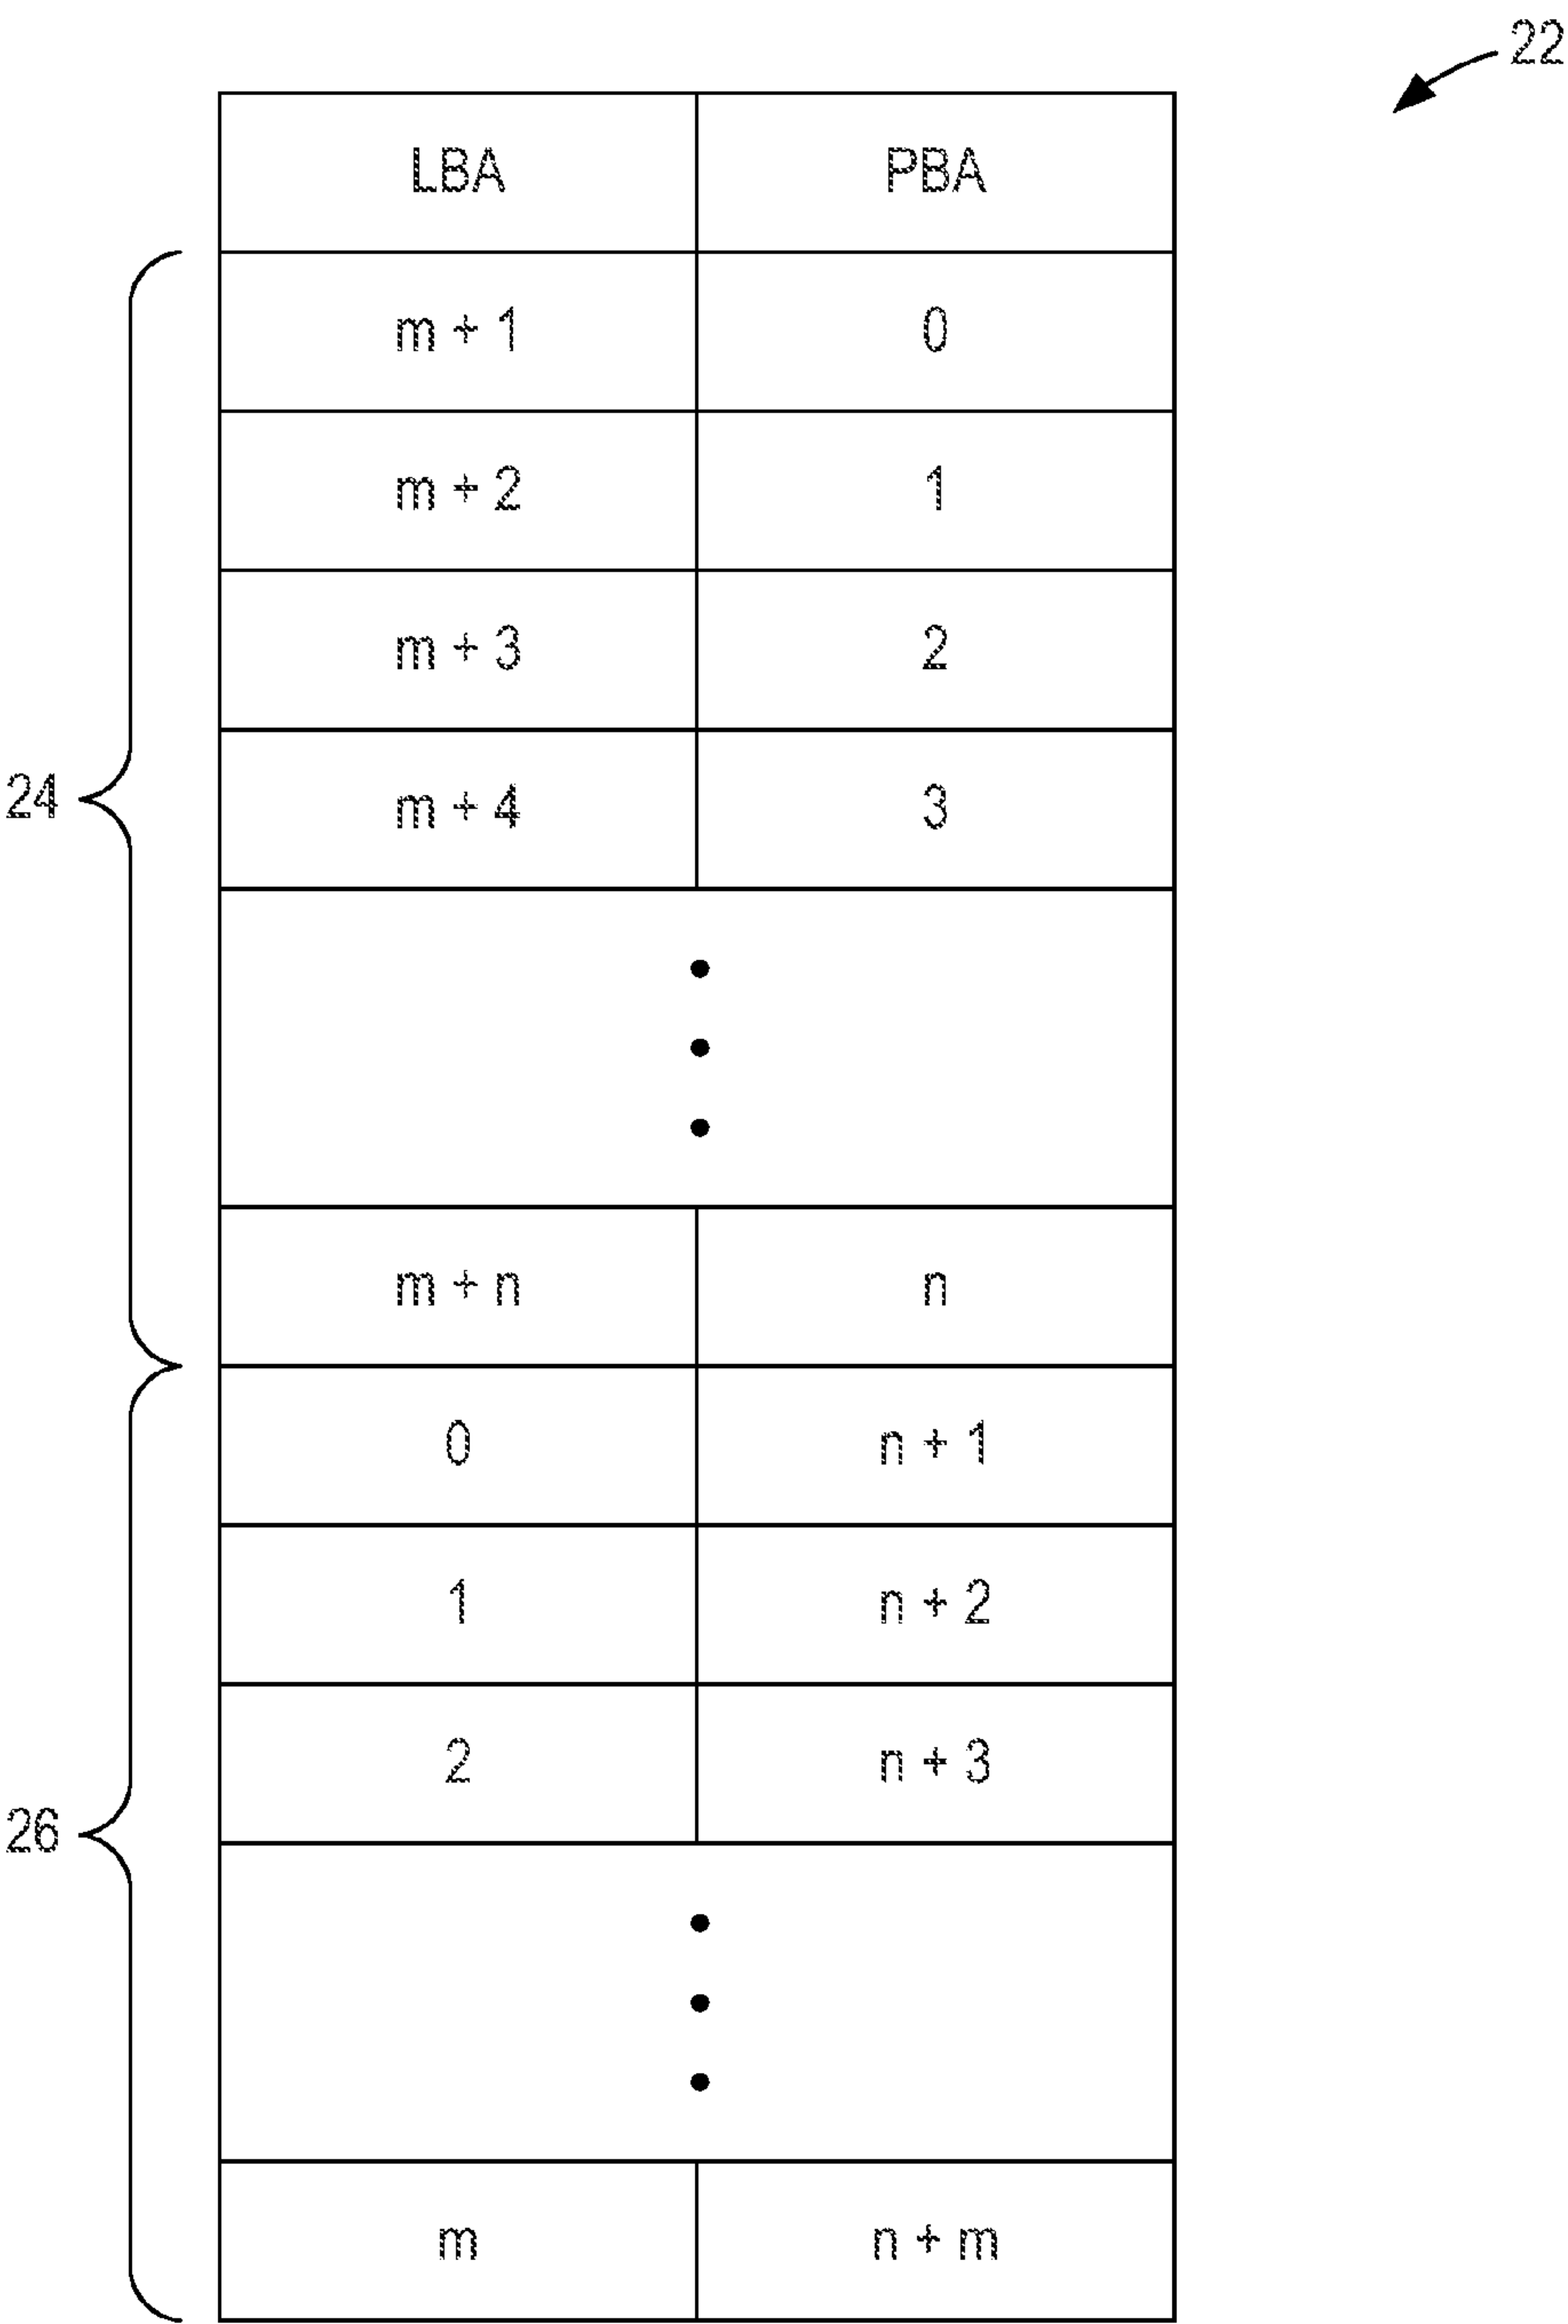 22
LBA PBA
m + 1 0
m + 2 1
m + 3 2
24
m + 4 3
m + n n
0 n + 1
1 n + 2
2 n + 3
26
m n + m